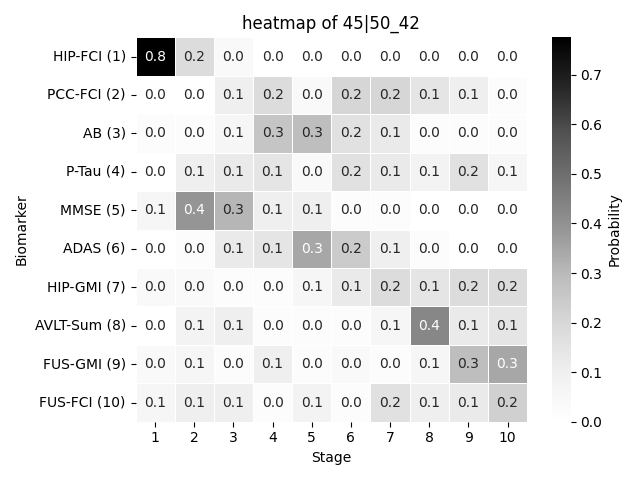 heatmap of 45|50_42
HIP-FCI (1) 0.8 0.2 0.0 0.0 0.0 0.0 0.0 0.0 0.0 0.0
PCC-FCI (2) 0.0 0.0 0.1 0.2 0.0 0.2 0.2 0.1 0.1 0.0
AB (3) 0.0 0.0 0.1 0.3 0.3 0.2 0.1 0.0 0.0 0.0
P-Tau (4) 0.0 0.1 0.1 0.1 0.0 0.2 0.1 0.1 0.2 0.1
MMSE (5) 0.1 0.4 0.3 0.1 0.1 0.0 0.0 0.0 0.0 0.0
ADAS (6) 0.0 0.0 0.1 0.1 0.3 0.2 0.1 0.0 0.0 0.0
HIP-GMI (7) 0.0 0.0 0.0 0.0 0.1 0.1 0.2 0.1 0.2 0.2
AVLT-Sum (8) 0.0 0.1 0.1 0.0 0.0 0.0 0.1 0.4 0.1 0.1
FUS-GMI (9) 0.0 0.1 0.0 0.1 0.0 0.0 0.0 0.1 0.3 0.3
FUS-FCI (10) 0.1 0.1 0.1 0.0 0.1 0.0 0.2 0.1 0.1 0.2
1 2 3 4 5 6 7 8 9 10
Stage
Biomarker
0.7
0.6
0.5
0.4
0.3
0.2
0.1
0.0
Probability